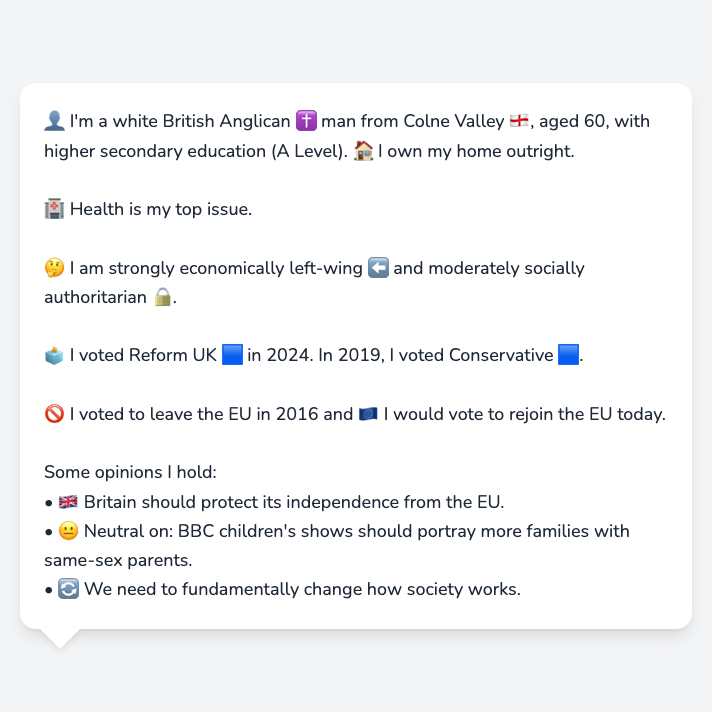 👤 I'm a white British Anglican ✝️ man from Colne Valley 🏴󠁧󠁢󠁥󠁮󠁧󠁿, aged 60, with
higher secondary education (A Level). 🏠 I own my home outright.
🏥 Health is my top issue.
🤔 I am strongly economically left-wing ⬅️ and moderately socially
authoritarian 🔒.
🗳️ I voted Reform UK 🟦 in 2024. In 2019, I voted Conservative 🟦.
🚫 I voted to leave the EU in 2016 and 🇪🇺 I would vote to rejoin the EU today.
Some opinions I hold:
• 🇬🇧 Britain should protect its independence from the EU.
• 😐 Neutral on: BBC children's shows should portray more families with
same-sex parents.
• 🔄 We need to fundamentally change how society works.